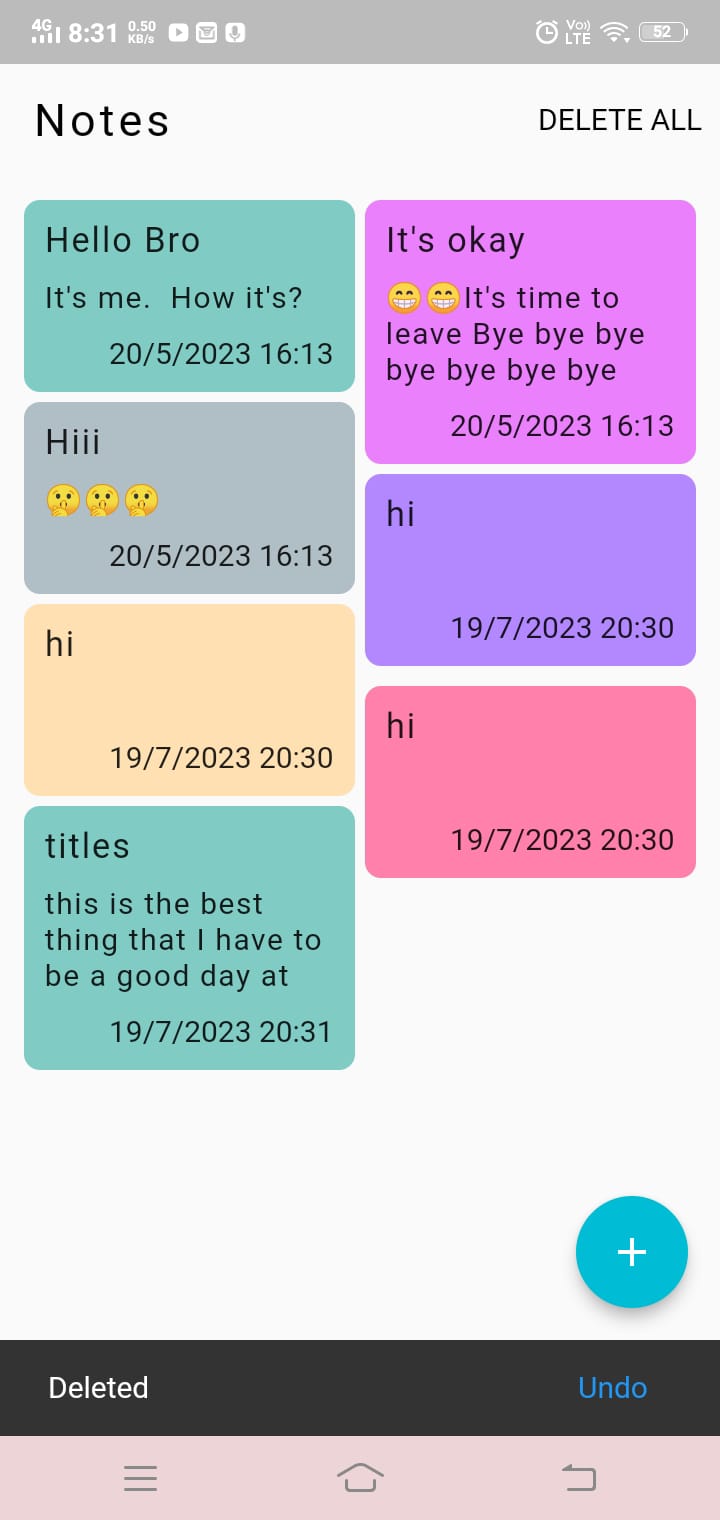 4G 8:31 0.50 KB/s Vo)) LTE 52
Notes
DELETE ALL
Hello Bro
It's me.  How it's?
20/5/2023 16:13
It's okay
😁😁It's time to
leave Bye bye bye
bye bye bye bye
20/5/2023 16:13
Hiii
🤫🤫🤫
20/5/2023 16:13
hi
19/7/2023 20:30
hi
19/7/2023 20:30
hi
19/7/2023 20:30
titles
this is the best
thing that I have to
be a good day at
19/7/2023 20:31
+
Deleted
Undo